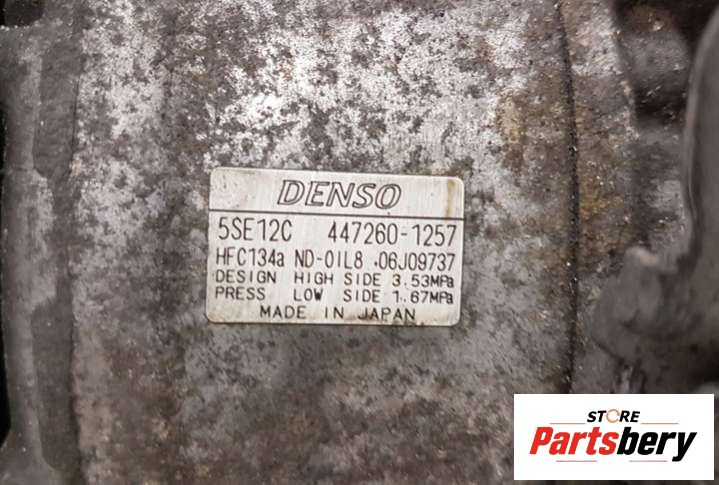 DENSO
5SE12C 447260-1257
HFC134a ND-OIL8 06J09737
DESIGN HIGH SIDE 3.53MPa
PRESS LOW SIDE 1.67MPa
MADE IN JAPAN
STORE
Partsbery